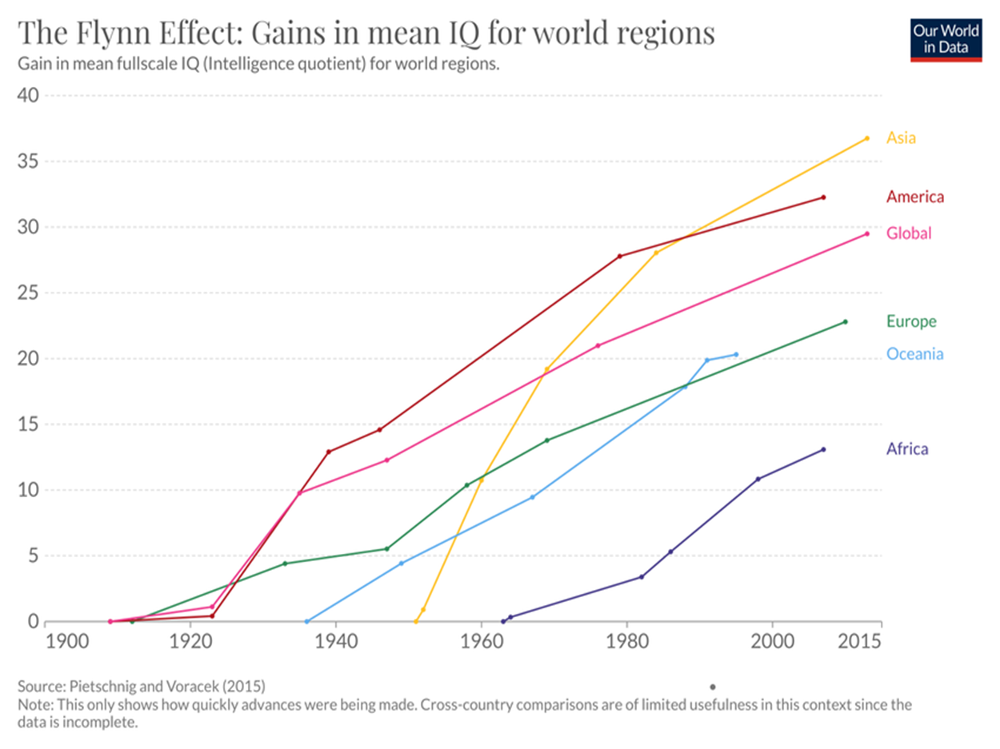 The Flynn Effect: Gains in mean IQ for world regions
Our World
in Data
Gain in mean fullscale IQ (Intelligence quotient) for world regions.
40
35
30
25
20
15
10
5
0
Asia
America
Global
Europe
Oceania
Africa
1900 1920 1940 1960 1980 2000 2015
Source: Pietschnig and Voracek (2015)
Note: This only shows how quickly advances were being made. Cross-country comparisons are of limited usefulness in this context since the
data is incomplete.